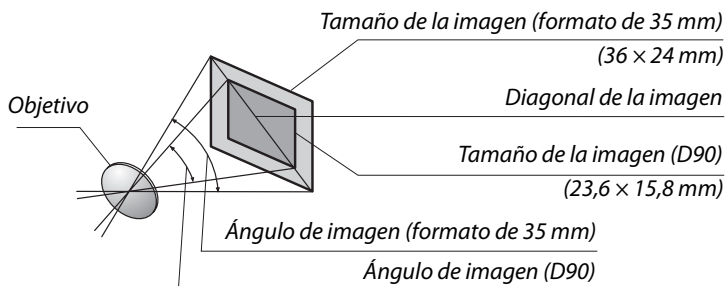 Tamaño de la imagen (formato de 35 mm)
(36 × 24 mm)
Objetivo
Diagonal de la imagen
Tamaño de la imagen (D90)
(23,6 × 15,8 mm)
Ángulo de imagen (formato de 35 mm)
Ángulo de imagen (D90)